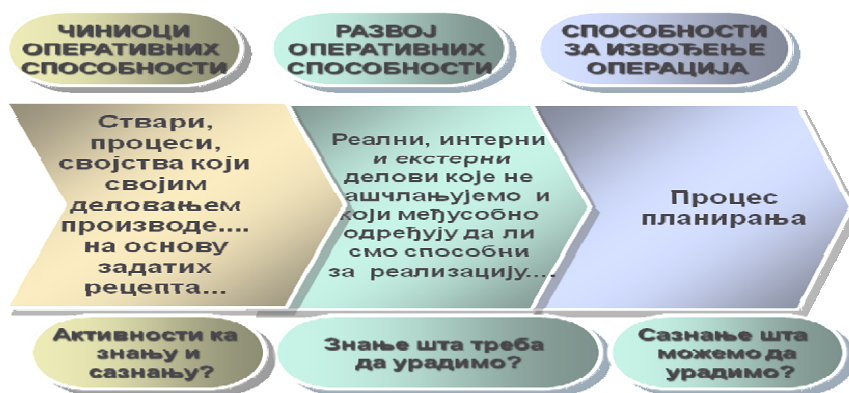 ЧИНИОЦИ
ОПЕРАТИВНИХ
СПОСОБНОСТИ
РАЗВОЈ
ОПЕРАТИВНИХ
СПОСОБНОСТИ
СПОСОБНОСТИ
ЗА ИЗВОЂЕЊЕ
ОПЕРАЦИЈА
Ствари,
процеси,
својства који
својим
деловањем
производе....
на основу
задатих
рецепта...
Реални, интерни
и екстерни
делови које не
ашчлањујемо и
који међусобно
одређују да ли
смо способни
за реализацију....
Процес
планирања
Активности ка
знању и
сазнању?
Знање шта треба
да урадимо?
Сазнање шта
можемо да
урадимо?